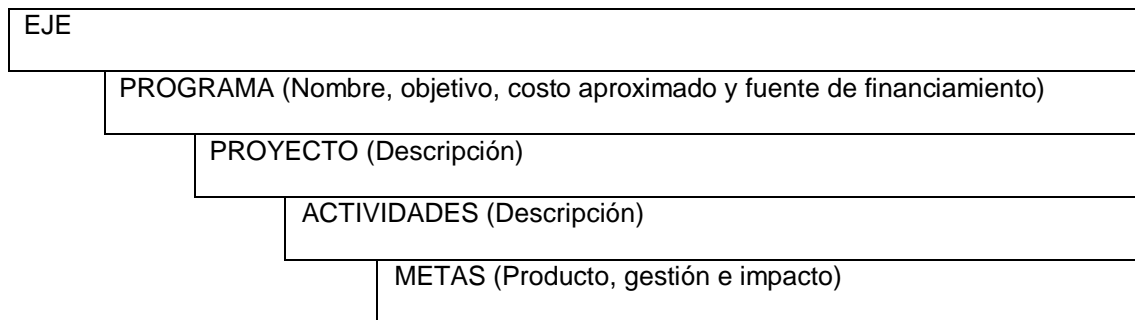 EJE
PROGRAMA (Nombre, objetivo, costo aproximado y fuente de financiamiento)
PROYECTO (Descripción)
ACTIVIDADES (Descripción)
METAS (Producto, gestión e impacto)